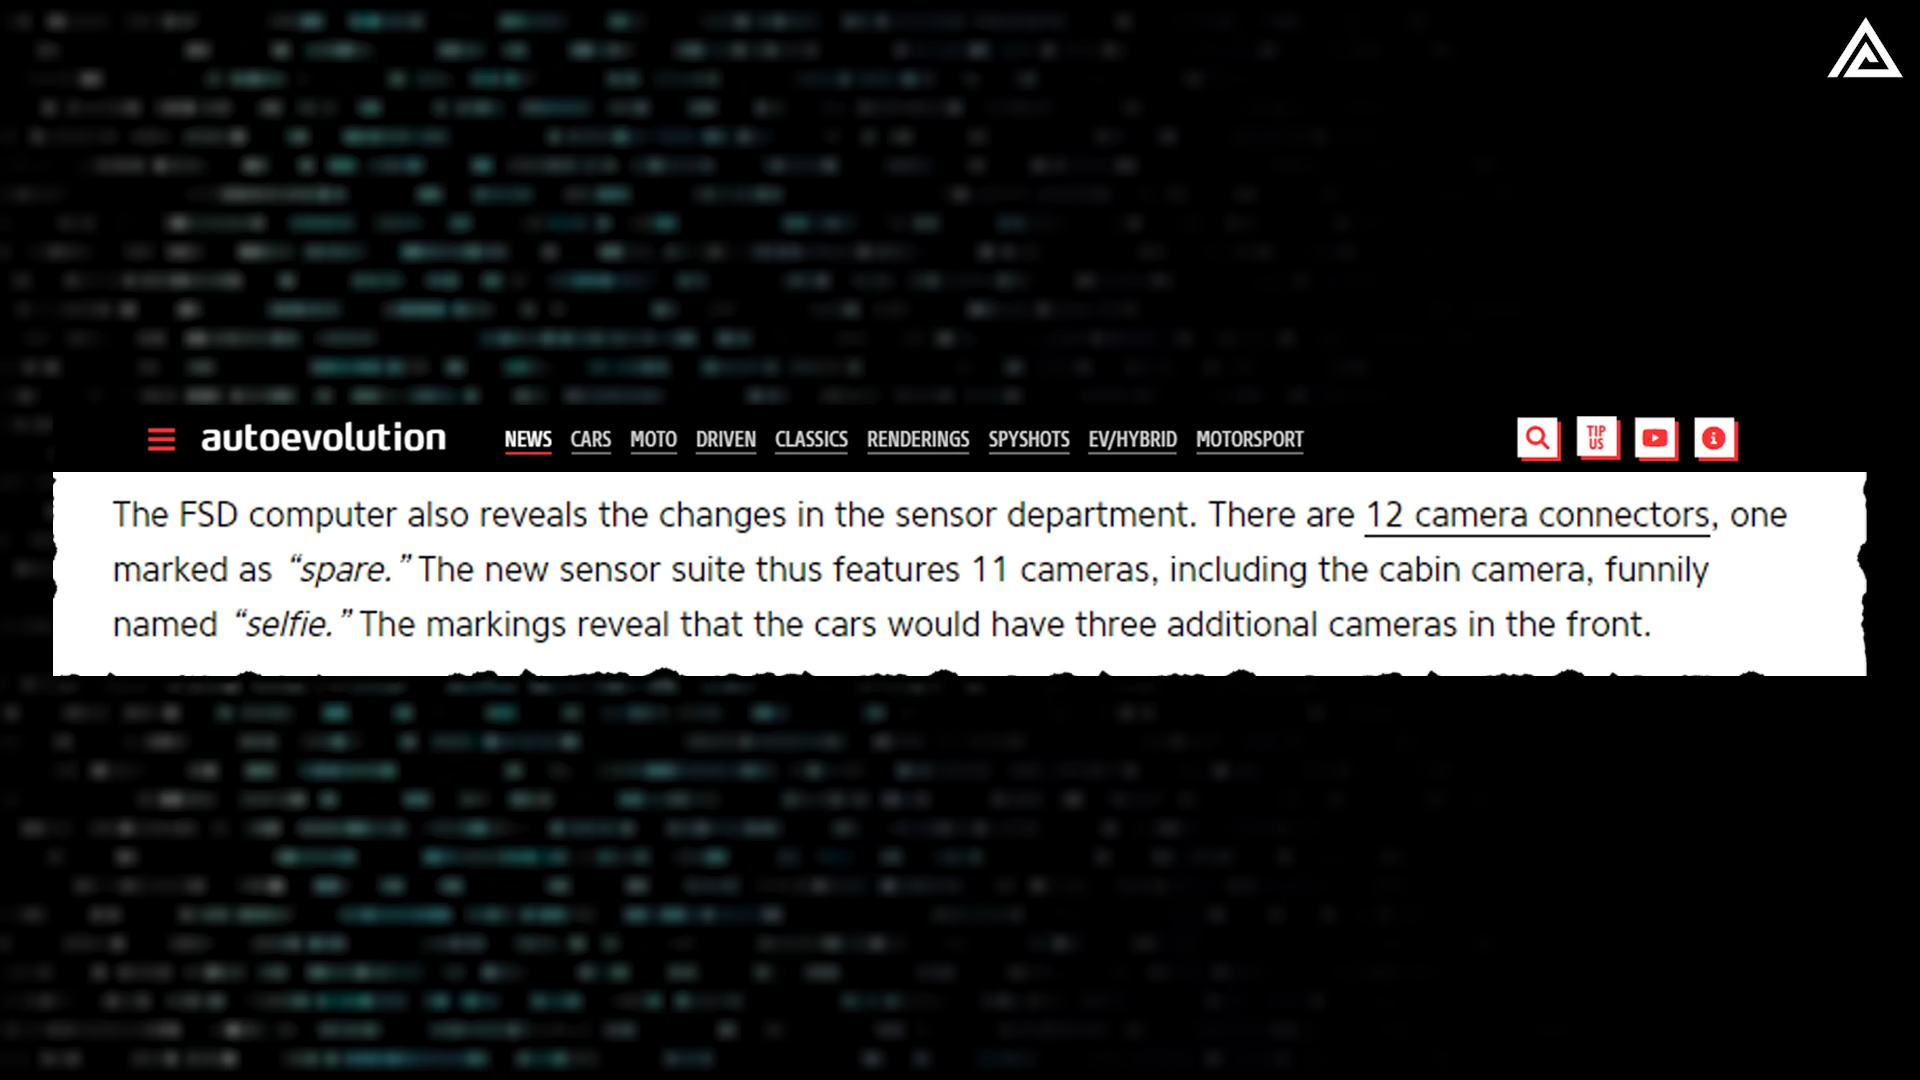 autoevolution NEWS CARS MOTO DRIVEN CLASSICS RENDERINGS SPYSHOTS EV/HYBRID MOTORSPORT TIP US
The FSD computer also reveals the changes in the sensor department. There are 12 camera connectors, one
marked as “spare.” The new sensor suite thus features 11 cameras, including the cabin camera, funnily
named “selfie.” The markings reveal that the cars would have three additional cameras in the front.